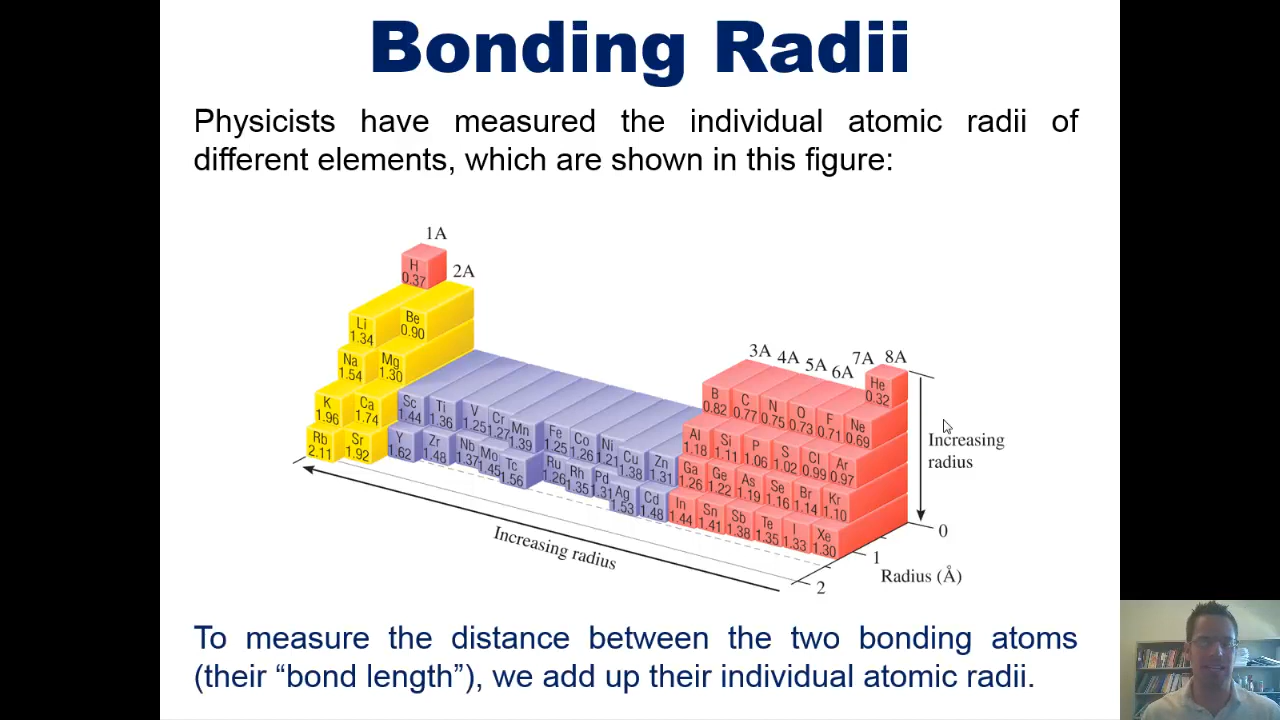 Bonding Radii
Physicists have measured the individual atomic radii of
different elements, which are shown in this figure:
1A
2A
3A 4A 5A 6A 7A 8A
H 0.37
He 0.32
Li 1.34 Be 0.90
B 0.82 C 0.77 N 0.75 O 0.73 F 0.71 Ne 0.69
Na 1.54 Mg 1.30
Al 1.18 Si 1.11 P 1.06 S 1.02 Cl 0.99 Ar 0.97
K 1.96 Ca 1.74 Sc 1.44 Ti 1.36 V 1.25 Cr 1.27 Mn 1.39 Fe 1.25 Co 1.26 Ni 1.21 Cu 1.38 Zn 1.31 Ga 1.26 Ge 1.22 As 1.19 Se 1.16 Br 1.14 Kr 1.10
Rb 2.11 Sr 1.92 Y 1.62 Zr 1.48 Nb 1.37 Mo 1.45 Tc 1.56 Ru 1.26 Rh 1.35 Pd 1.31 Ag 1.53 Cd 1.48 In 1.44 Sn 1.41 Sb 1.38 Te 1.35 I 1.33 Xe 1.30
Increasing
radius
Increasing radius
0
1
2
Radius (Å)
To measure the distance between the two bonding atoms
(their “bond length”), we add up their individual atomic radii.